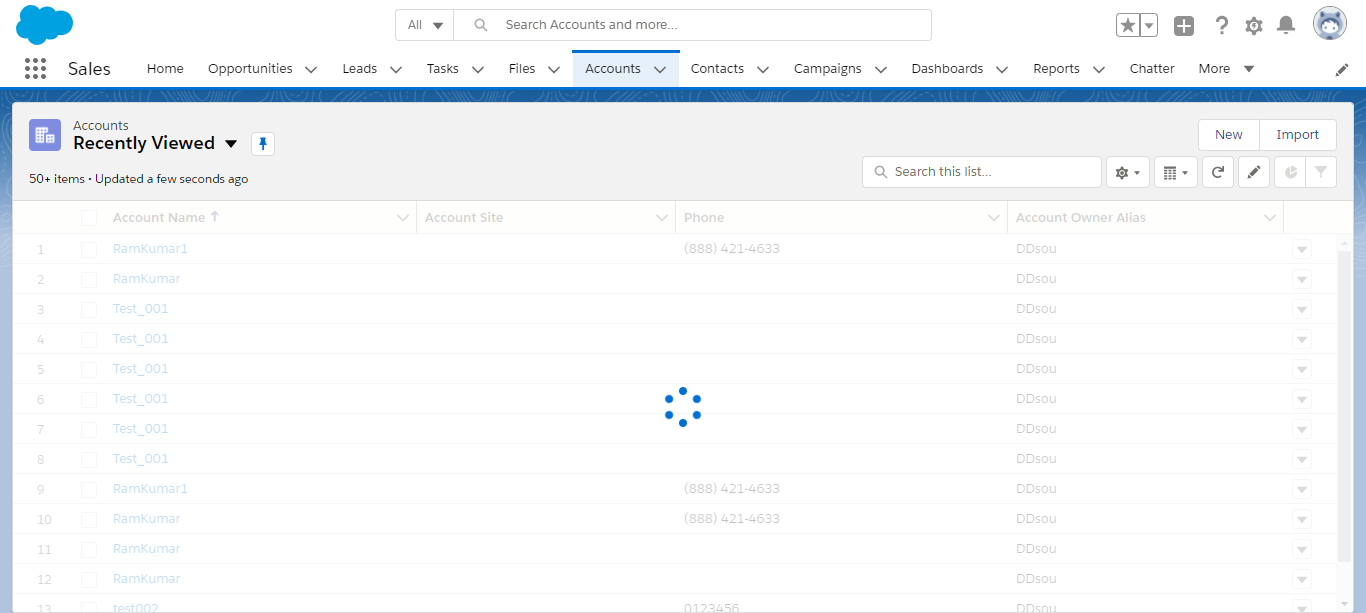 All
Search Accounts and more...
Sales
Home
Opportunities
Leads
Tasks
Files
Accounts
Contacts
Campaigns
Dashboards
Reports
Chatter
More
Accounts
Recently Viewed
New
Import
50+ items • Updated a few seconds ago
Search this list...
Account Name
Account Site
Phone
Account Owner Alias
1 RamKumar1 (888) 421-4633 DDsou
2 RamKumar DDsou
3 Test_001 DDsou
4 Test_001 DDsou
5 Test_001 DDsou
6 Test_001 DDsou
7 Test_001 DDsou
8 Test_001 DDsou
9 RamKumar1 (888) 421-4633 DDsou
10 RamKumar (888) 421-4633 DDsou
11 RamKumar DDsou
12 RamKumar DDsou
13 test002 0123456 DDsou